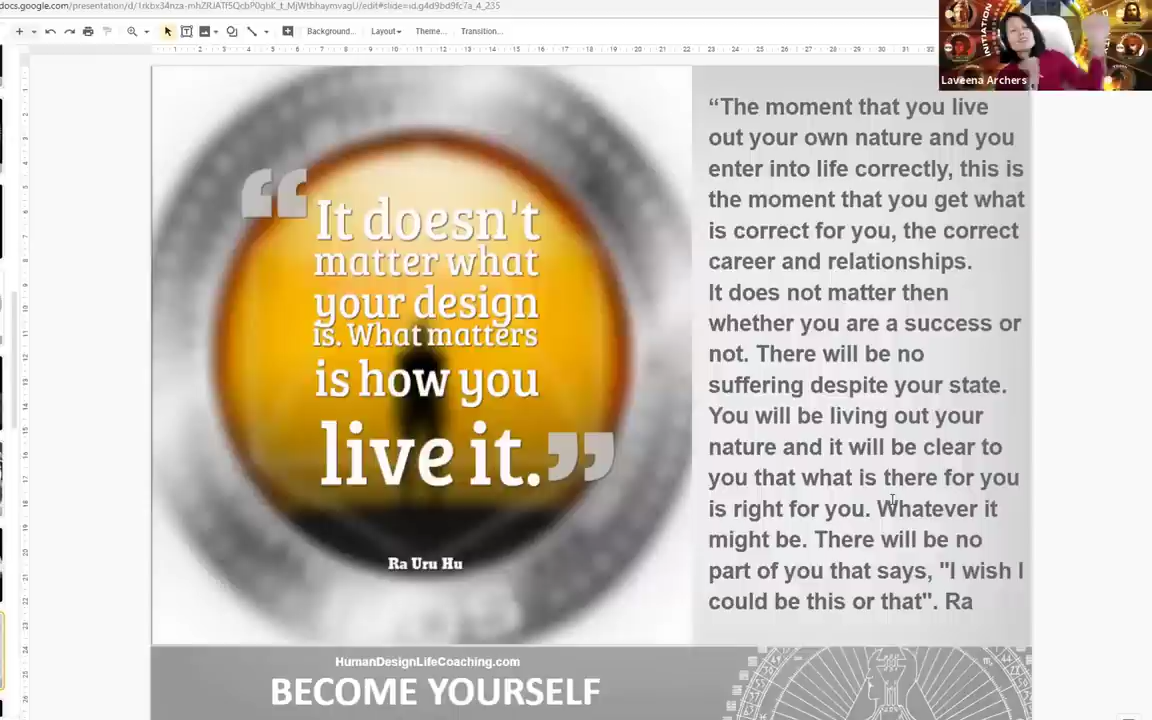 docs.google.com/presentation/d/1rkbx34nza-mhZRJATf5QcbP0ghK_t_MjWtbhaymvagU/edit#slide=id.g4d9bd9fc7a_4_235
Background...
Layout
Theme...
Transition...
INITIATION
Laveena Archers
It doesn't
matter what
your design
is. What matters
is how you
live it.
Ra Uru Hu
“The moment that you live
out your own nature and you
enter into life correctly, this is
the moment that you get what
is correct for you, the correct
career and relationships.
It does not matter then
whether you are a success or
not. There will be no
suffering despite your state.
You will be living out your
nature and it will be clear to
you that what is there for you
is right for you. Whatever it
might be. There will be no
part of you that says, "I wish I
could be this or that". Ra
HumanDesignLifeCoaching.com
BECOME YOURSELF